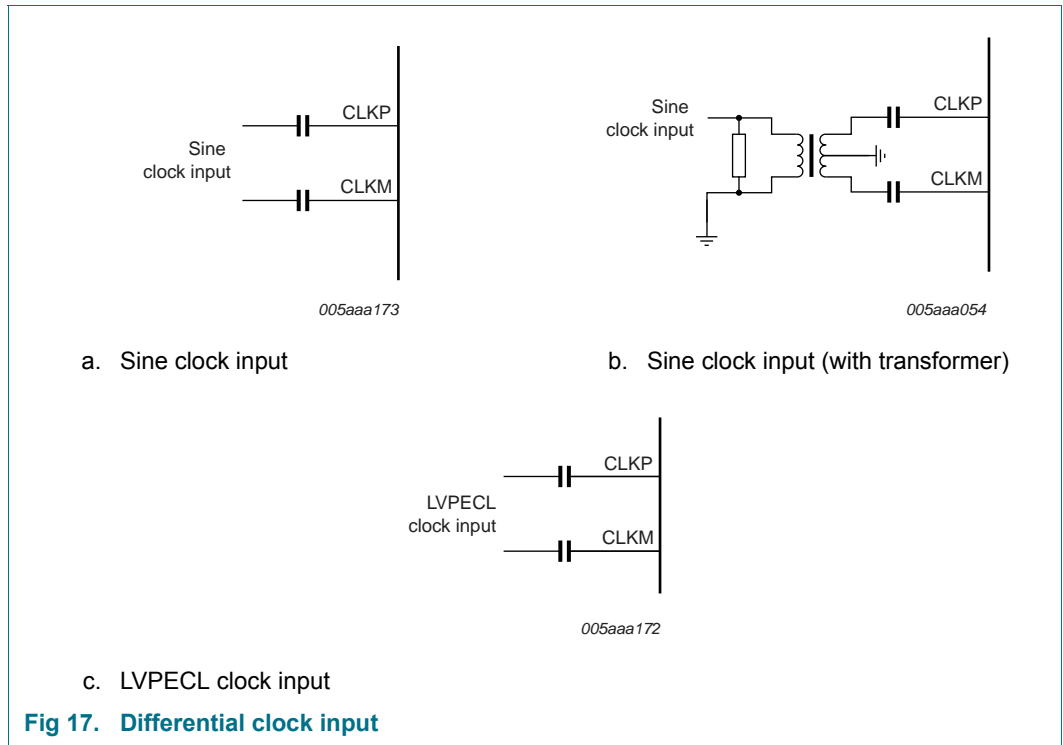 Sine
clock input
CLKP
CLKM
005aaa173
a. Sine clock input
Sine
clock input
CLKP
CLKM
005aaa054
b. Sine clock input (with transformer)
LVPECL
clock input
CLKP
CLKM
005aaa172
c. LVPECL clock input
Fig 17. Differential clock input